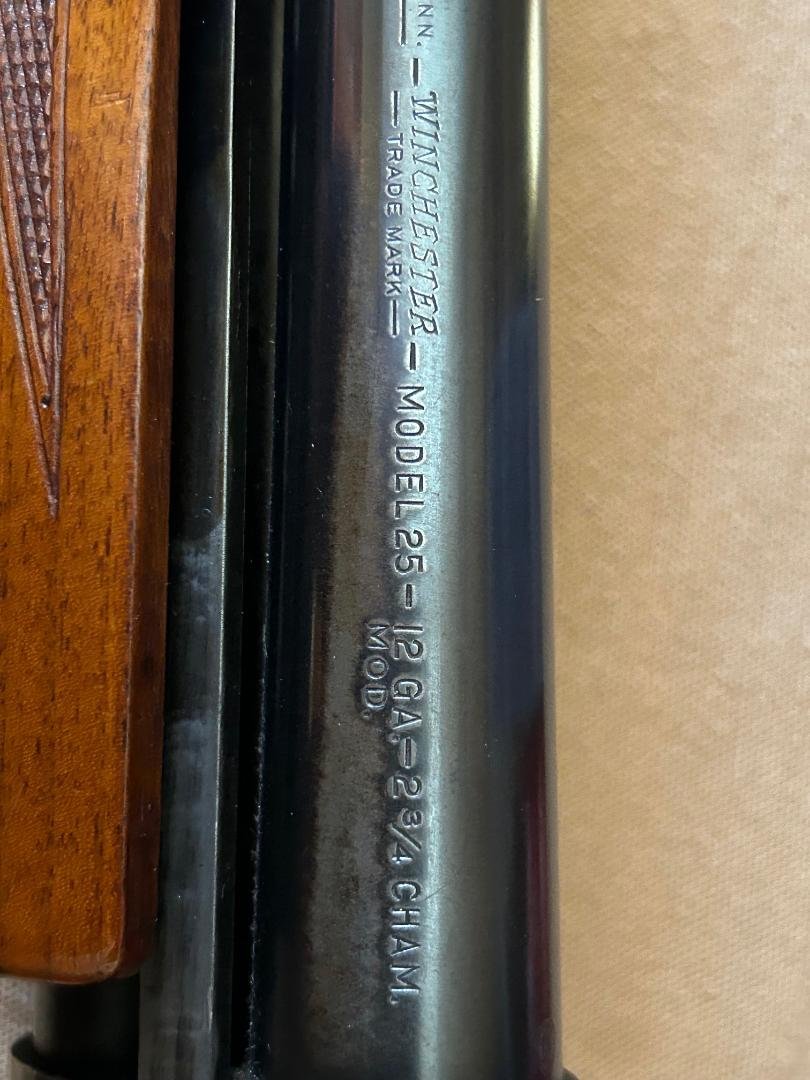 NN. – WINCHESTER – MODEL 25 – 12 GA. – 2 3/4 CHAM.
— TRADE MARK —
MOD.